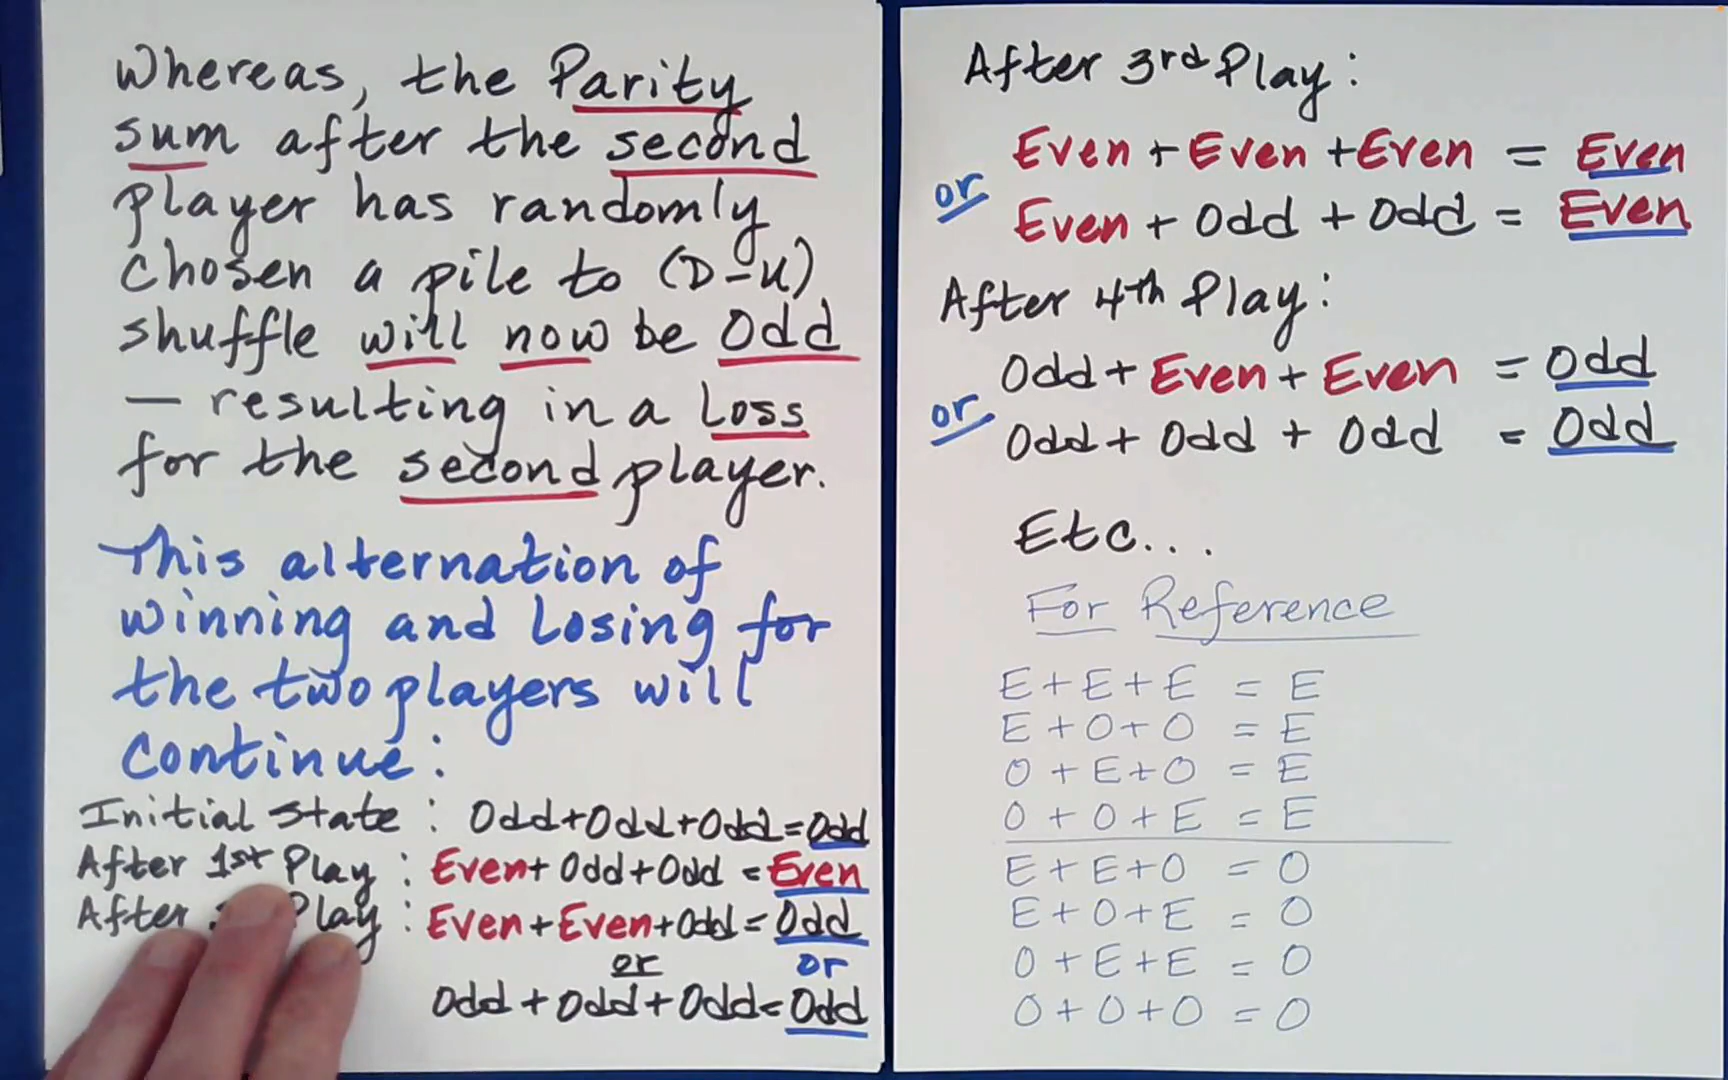 Whereas, the Parity
sum after the second
player has randomly
chosen a pile to (D-U)
shuffle will now be Odd
— resulting in a Loss
for the second player.
This alternation of
winning and Losing for
the two players will
continue:
Initial State : Odd+Odd+Odd=Odd
After 1st Play : Even+Odd+Odd=Even
After Play : Even+Even+Odd=Odd
or or
Odd+Odd+Odd=Odd
After 3rd Play:
Even+Even+Even = Even
or
Even+Odd+Odd = Even
After 4th Play:
Odd+Even+Even = Odd
or
Odd+Odd+Odd = Odd
Etc...
For Reference
E+E+E = E
E+O+O = E
O+E+O = E
O+O+E = E
E+E+O = O
E+O+E = O
O+E+E = O
O+O+O = O